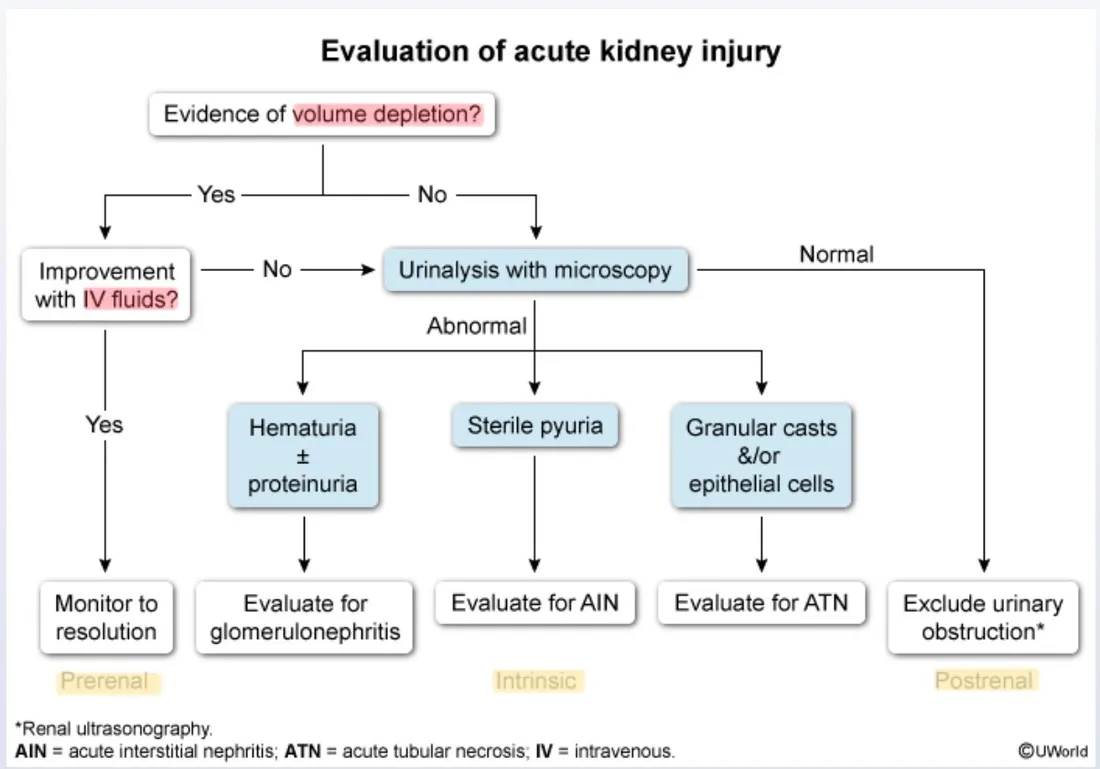 Evaluation of acute kidney injury
Evidence of volume depletion?
Yes
No
Improvement
with IV fluids?
No
Urinalysis with microscopy
Normal
Abnormal
Yes
Hematuria
±
proteinuria
Sterile pyuria
Granular casts
&/or
epithelial cells
Monitor to
resolution
Evaluate for
glomerulonephritis
Evaluate for AIN
Evaluate for ATN
Exclude urinary
obstruction*
Prerenal
Intrinsic
Postrenal
*Renal ultrasonography.
AIN = acute interstitial nephritis; ATN = acute tubular necrosis; IV = intravenous.
©UWorld